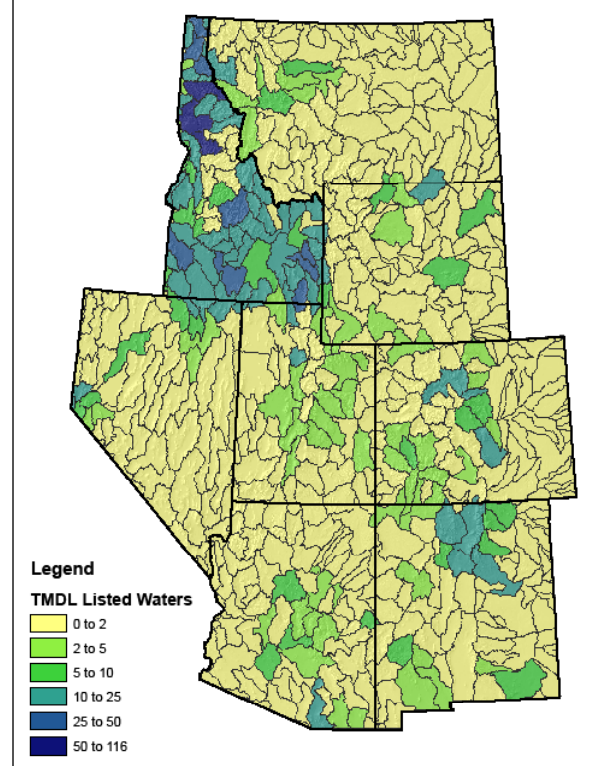 Legend
TMDL Listed Waters
0 to 2
2 to 5
5 to 10
10 to 25
25 to 50
50 to 116